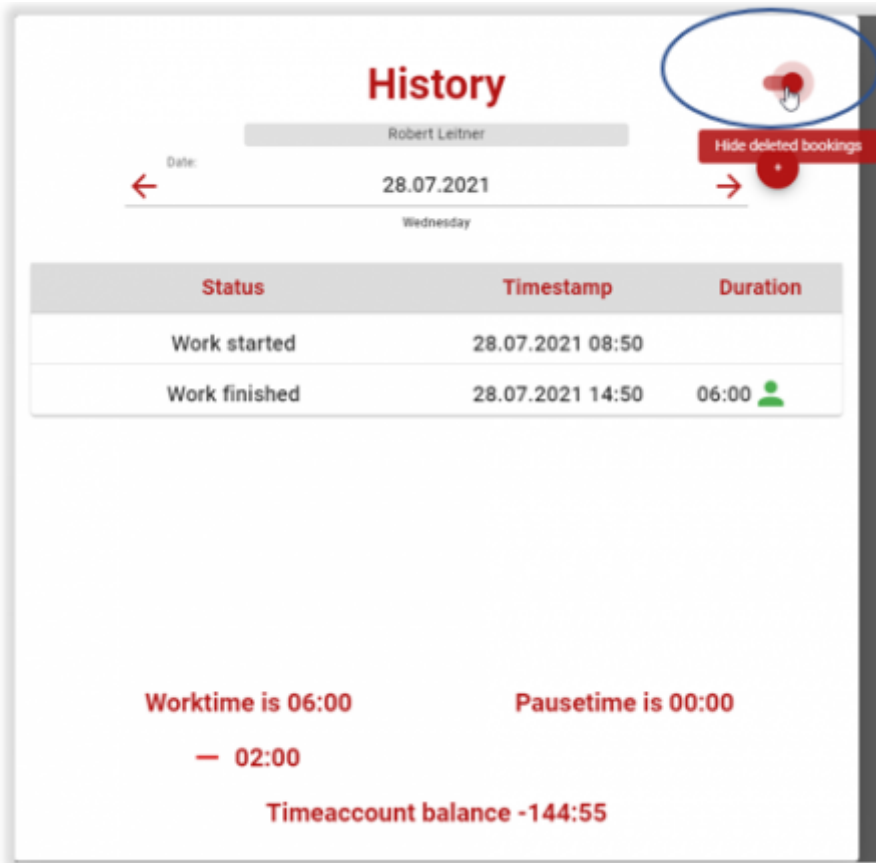 History
Robert Leitner
Hide deleted bookings
Date:
28.07.2021
+
Wednesday
Status Timestamp Duration
Work started 28.07.2021 08:50
Work finished 28.07.2021 14:50 06:00
Worktime is 06:00 Pausetime is 00:00
— 02:00
Timeaccount balance -144:55